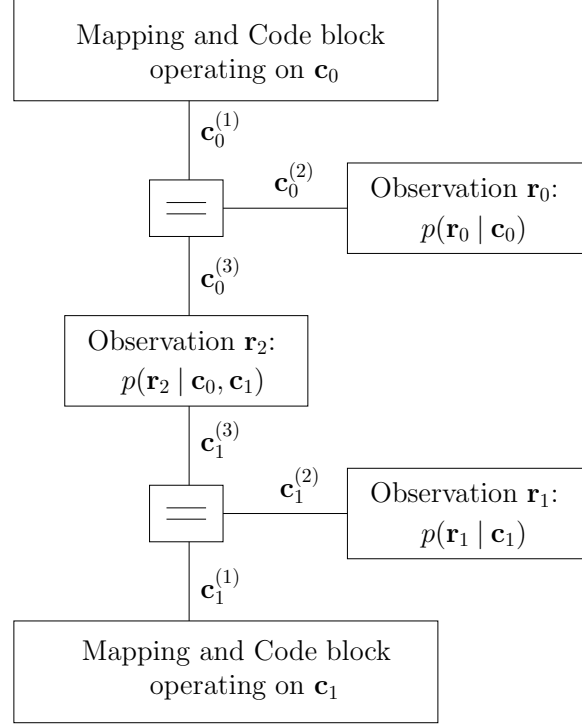 Mapping and Code block
operating on c₀
c₀⁽¹⁾
c₀⁽²⁾
Observation r₀:
p(r₀ | c₀)
c₀⁽³⁾
Observation r₂:
p(r₂ | c₀, c₁)
c₁⁽³⁾
c₁⁽²⁾
Observation r₁:
p(r₁ | c₁)
c₁⁽¹⁾
Mapping and Code block
operating on c₁